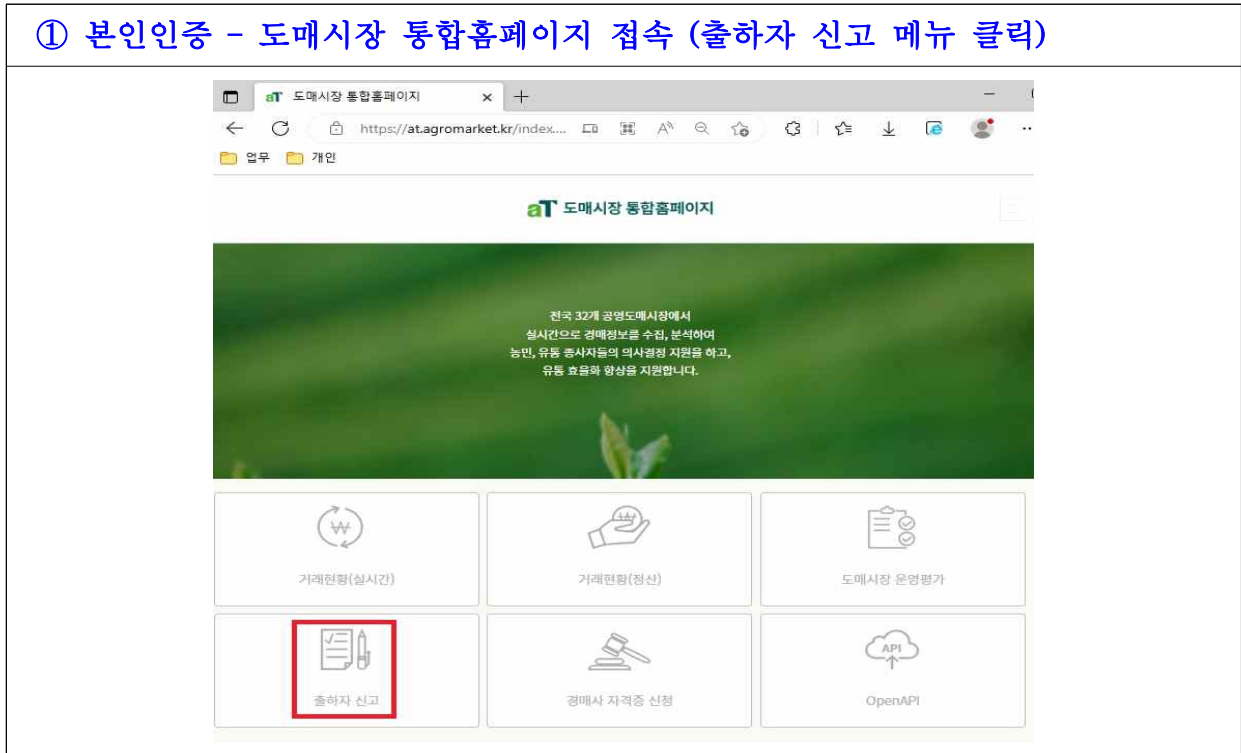 ① 본인인증 - 도매시장 통합홈페이지 접속 (출하자 신고 메뉴 클릭)
aT 도매시장 통합홈페이지
https://at.agromarket.kr/index....
업무 개인
aT 도매시장 통합홈페이지
전국 32개 공영도매시장에서
실시간으로 경매정보를 수집, 분석하여
농민, 유통 종사자들의 의사결정 지원을 하고,
유통 효율화 향상을 지원합니다.
거래현황(실시간) 거래현황(정산) 도매시장 운영평가
API
출하자 신고 경매사 자격증 신청 OpenAPI